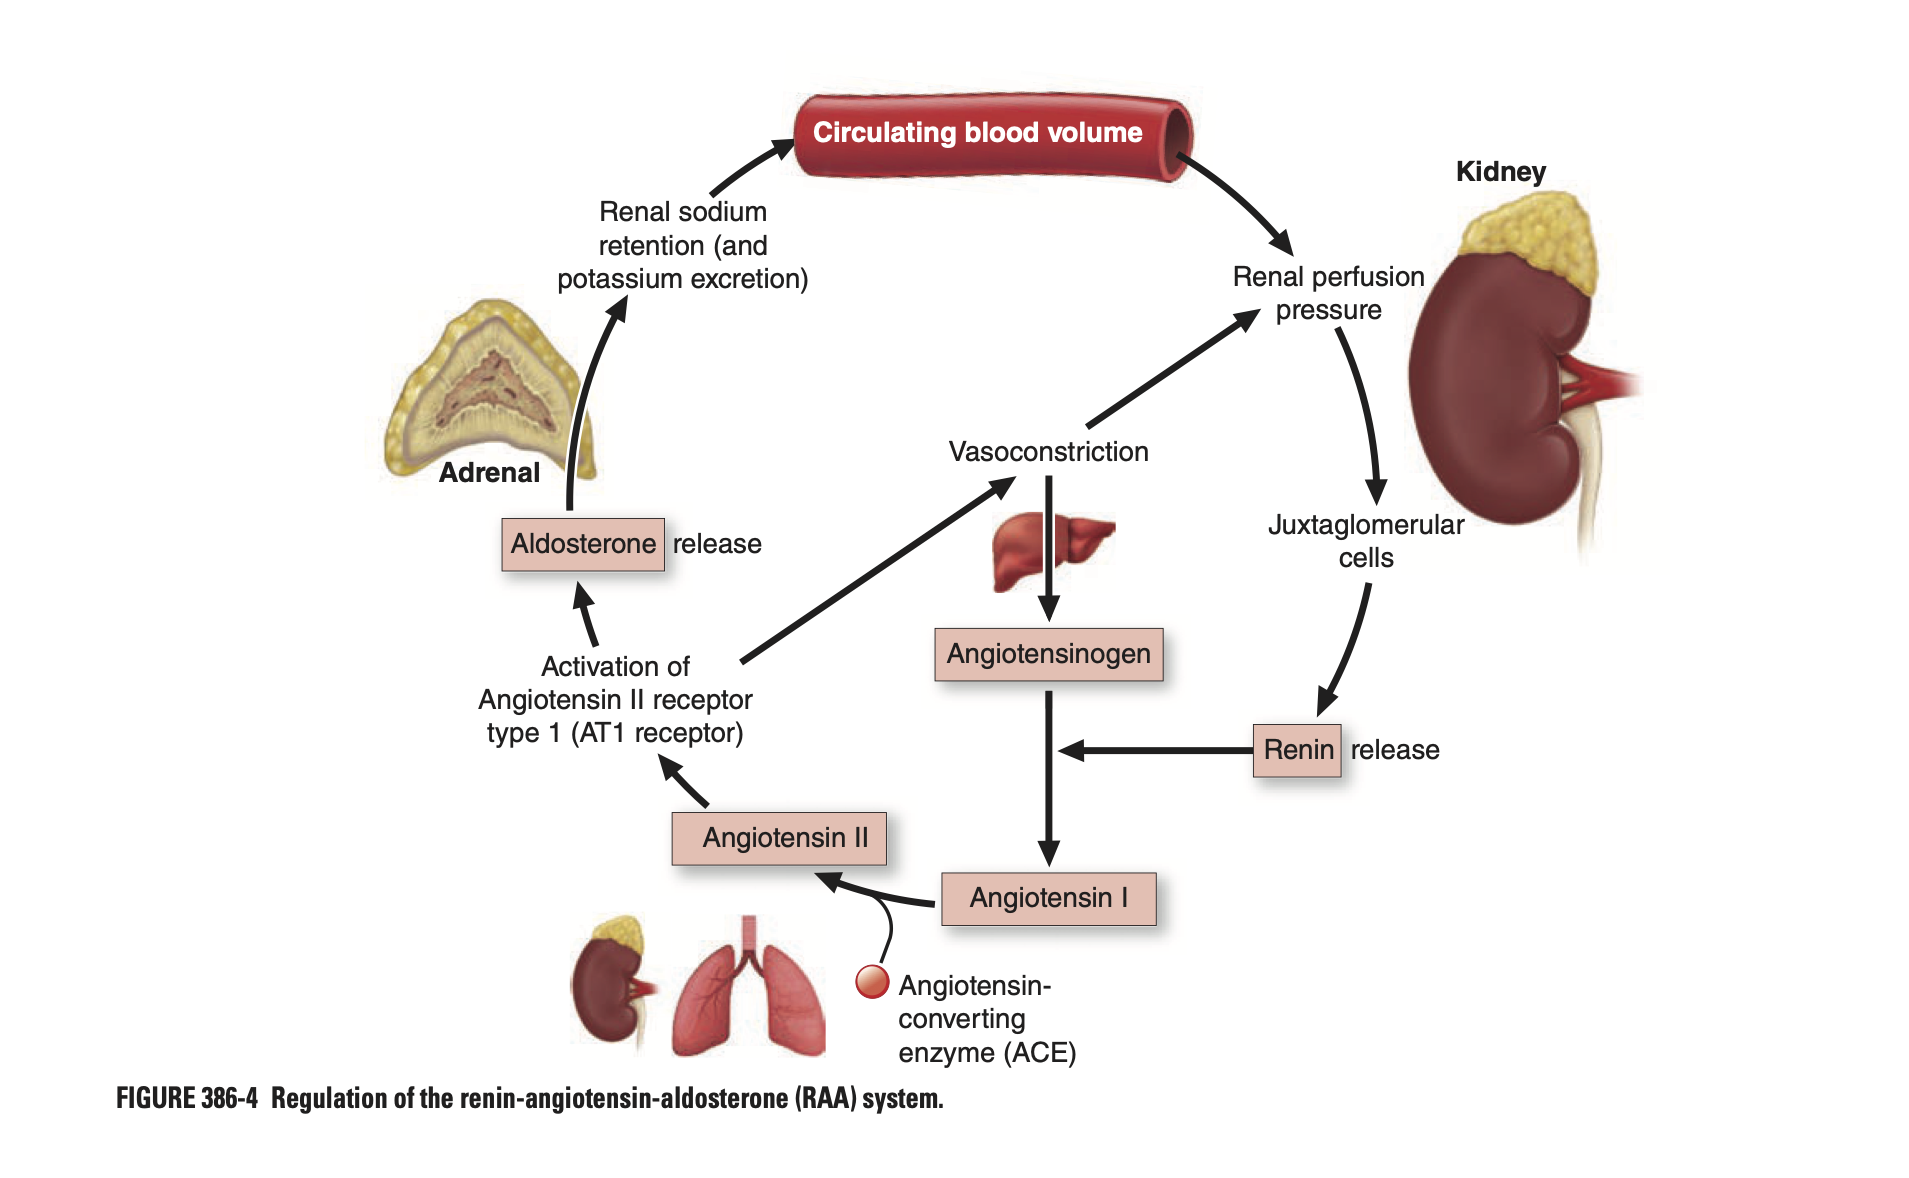 Circulating blood volume
Kidney
Renal sodium
retention (and
potassium excretion)
Renal perfusion
pressure
Adrenal
Vasoconstriction
Juxtaglomerular
cells
Aldosterone release
Angiotensinogen
Activation of
Angiotensin II receptor
type 1 (AT1 receptor)
Renin release
Angiotensin II
Angiotensin I
Angiotensin-
converting
enzyme (ACE)
FIGURE 386-4 Regulation of the renin-angiotensin-aldosterone (RAA) system.